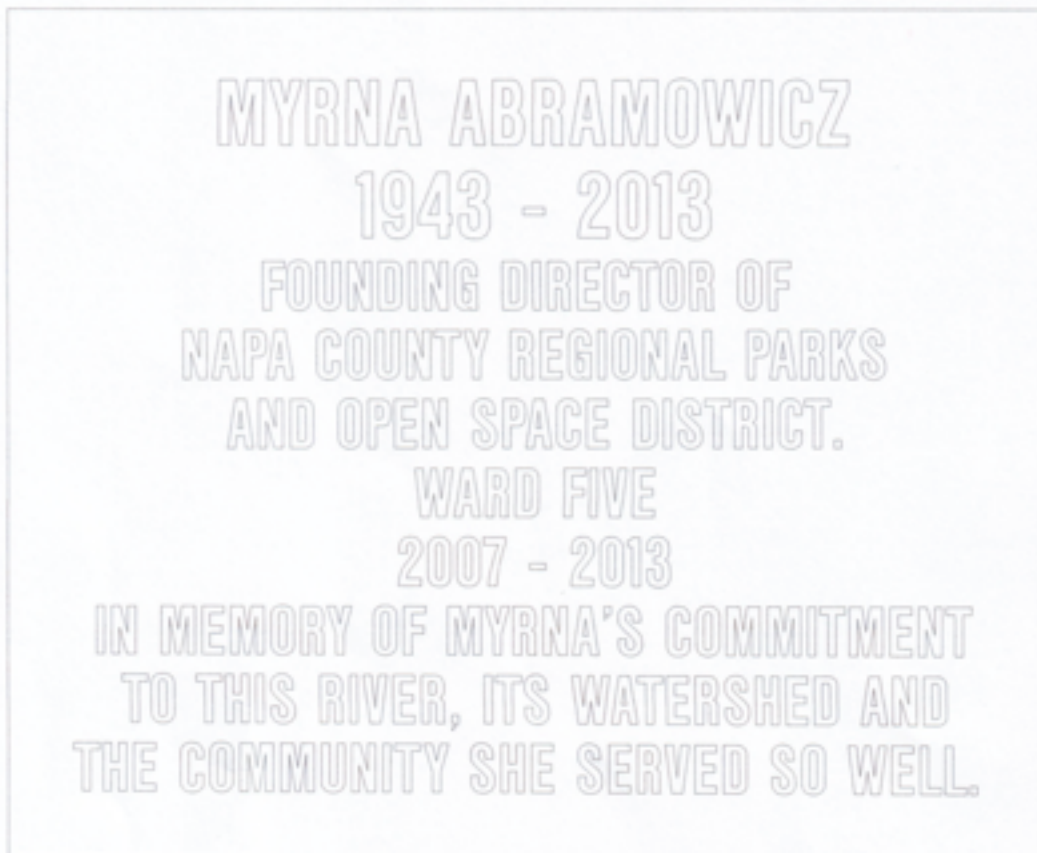 MYRNA ABRAMOWICZ
1943 - 2013
FOUNDING DIRECTOR OF
NAPA COUNTY REGIONAL PARKS
AND OPEN SPACE DISTRICT.
WARD FIVE
2007 - 2013
IN MEMORY OF MYRNA'S COMMITMENT
TO THIS RIVER, ITS WATERSHED AND
THE COMMUNITY SHE SERVED SO WELL.